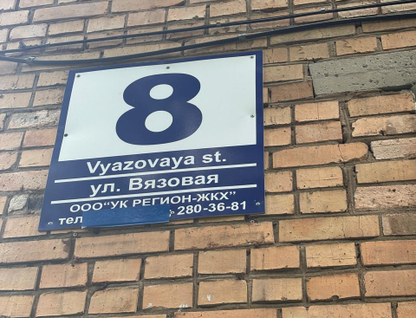 8
Vyazovaya st.
ул. Вязовая
ООО"УК РЕГИОН-ЖКХ"
тел 280-36-81